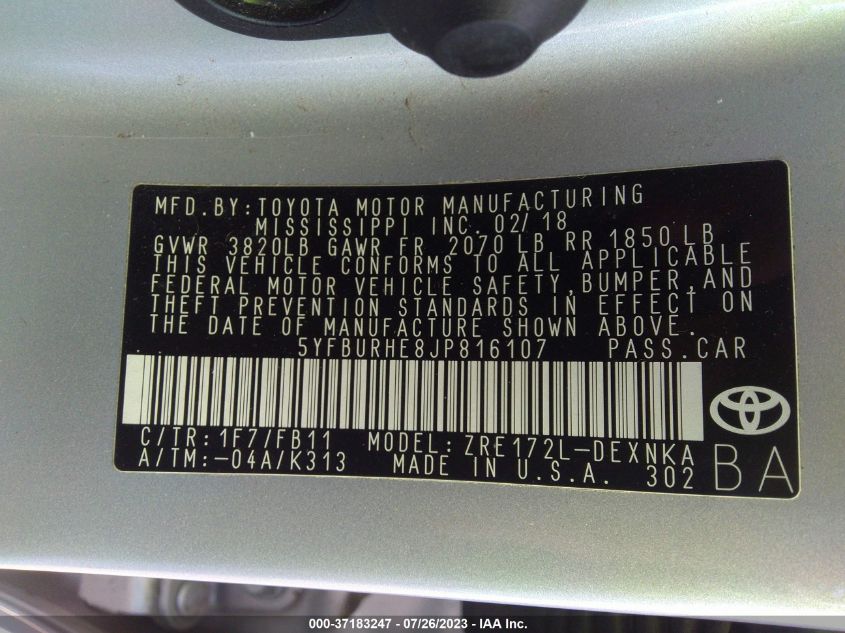 MFD.BY:TOYOTA MOTOR MANUFACTURING
MISSISSIPPI INC. 02/18
GVWR 3820LB GAWR FR 2070 LB RR 1850 LB
THIS VEHICLE CONFORMS TO ALL APPLICABLE
FEDERAL MOTOR VEHICLE SAFETY, BUMPER, AND
THEFT PREVENTION STANDARDS IN EFFECT ON
THE DATE OF MANUFACTURE SHOWN ABOVE.
5YFBURHE8JP816107 PASS.CAR
C/TR:1F7/FB11 MODEL:ZRE172L-DEXNKA
A/TM:-04A/K313 MADE IN U.S.A. 302
BA
000-37183247 - 07/26/2023 - IAA Inc.